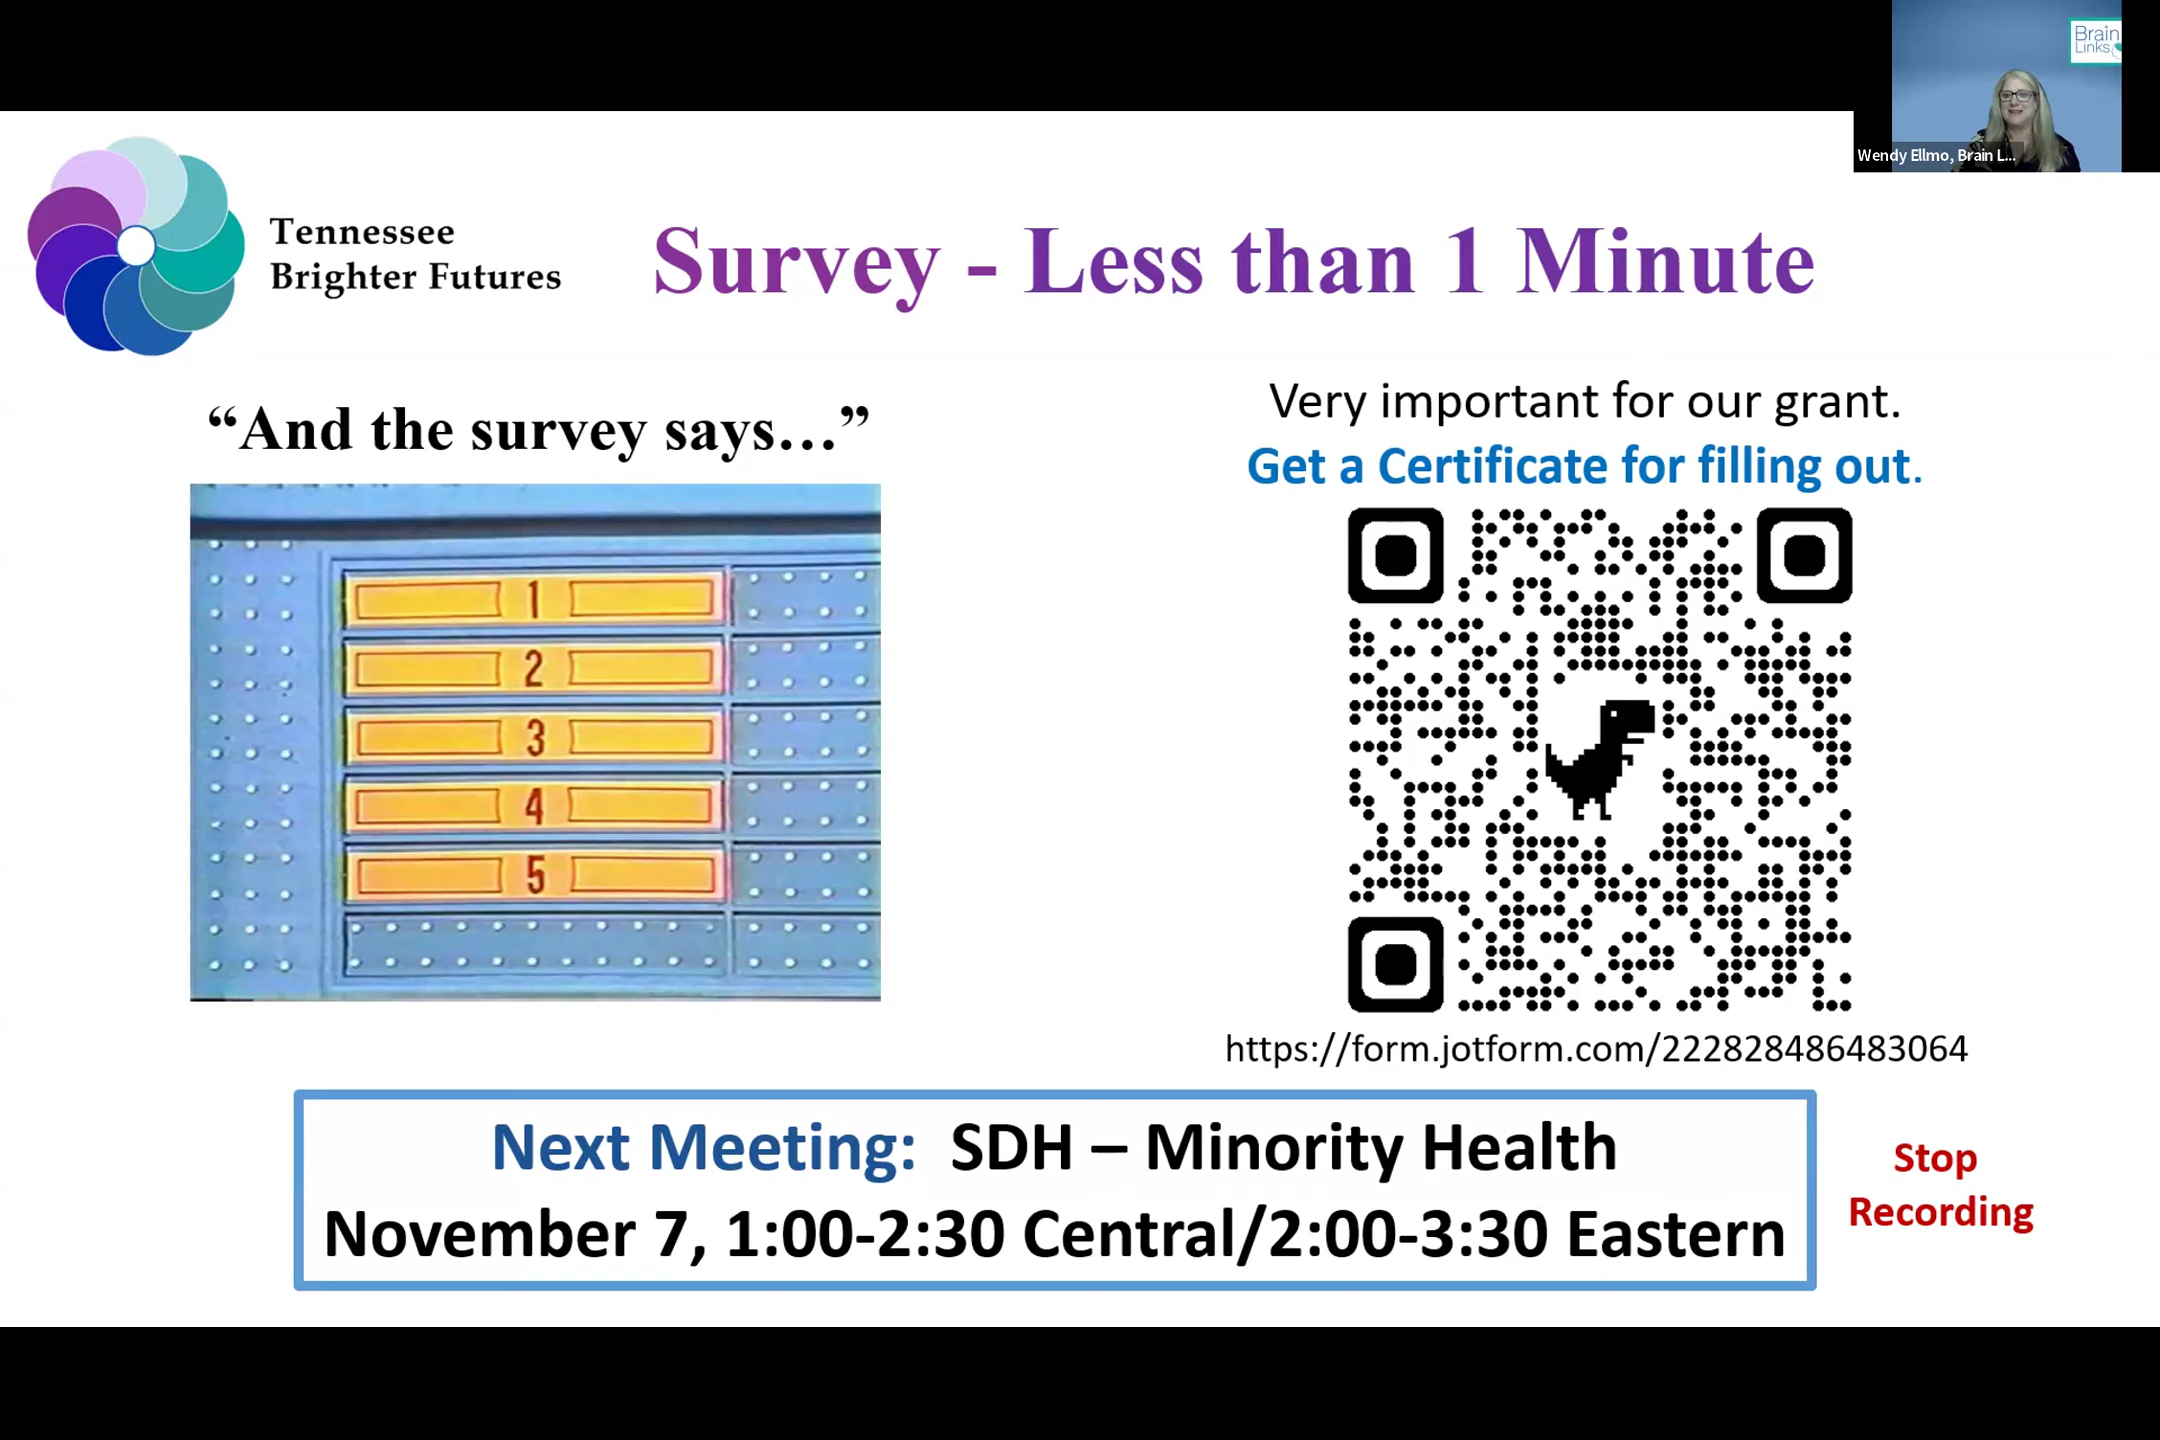 Brain
Links
Wendy Ellmo, Brain L...
Tennessee
Brighter Futures
Survey - Less than 1 Minute
“And the survey says…”
1
2
3
4
5
Very important for our grant.
Get a Certificate for filling out.
https://form.jotform.com/222828486483064
Next Meeting: SDH – Minority Health
November 7, 1:00-2:30 Central/2:00-3:30 Eastern
Stop
Recording